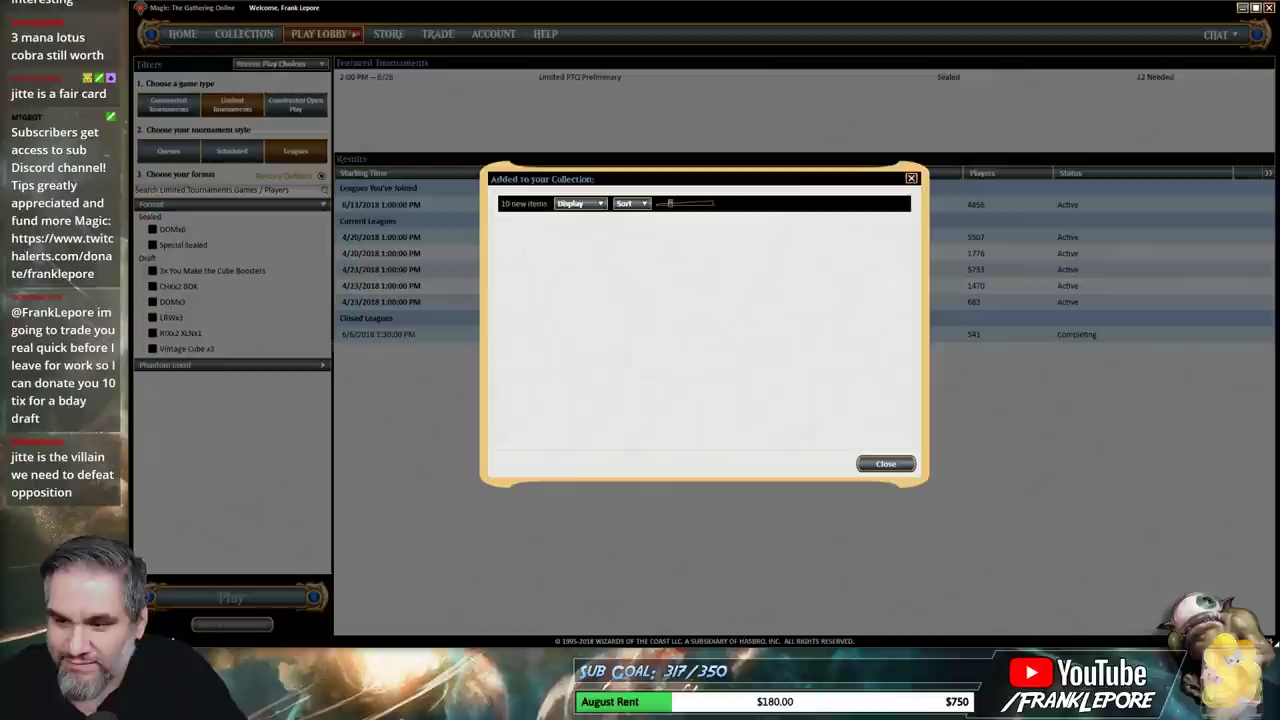 Magic: The Gathering Online Welcome, Frank Lepore
HOME COLLECTION PLAY LOBBY STORE TRADE ACCOUNT HELP CHAT
interesting
3 mana lotus
cobra still worth
jitte is a fair card
MTGBOT
Subscribers get
access to sub
Discord channel!
Tips greatly
appreciated and
fund more Magic:
https://www.twitc
halerts.com/dona
te/franklepore
@FrankLepore im
going to trade you
real quick before I
leave for work so I
can donate you 10
tix for a bday
draft
jitte is the villain
we need to defeat
opposition
Filters Recent Play Choices
1. Choose a game type
Constructed Tournaments
Limited Tournaments
Constructed Open Play
2. Choose your tournament style
Queues Scheduled Leagues
3. Choose your format Restore Defaults
Search Limited Tournaments Games / Players
Format
Sealed
DOMx6
Special Sealed
Draft
3x You Make the Cube Boosters
CHKx2 BOK
DOMx3
LRWx3
RIXx2 XLNx1
Vintage Cube x3
Phantom Event
Play
Featured Tournaments
2:00 PM – 6/26 Limited PTQ Preliminary Sealed 12 Needed
Results
Starting Time Players Status
Leagues You've Joined
6/13/2018 1:00:00 PM 4856 Active
Current Leagues
4/20/2018 1:00:00 PM 5507 Active
4/20/2018 1:00:00 PM 1776 Active
4/23/2018 1:00:00 PM 5733 Active
4/23/2018 1:00:00 PM 1470 Active
4/23/2018 1:00:00 PM 683 Active
Closed Leagues
6/6/2018 1:30:00 PM 541 Completing
Added to your Collection:
10 new items Display Sort
Close
© 1995-2018 WIZARDS OF THE COAST LLC, A SUBSIDIARY OF HASBRO, INC. ALL RIGHTS RESERVED.
SUB GOAL: 317/350
August Rent $180.00 $750
YouTube
/FRANKLEPORE